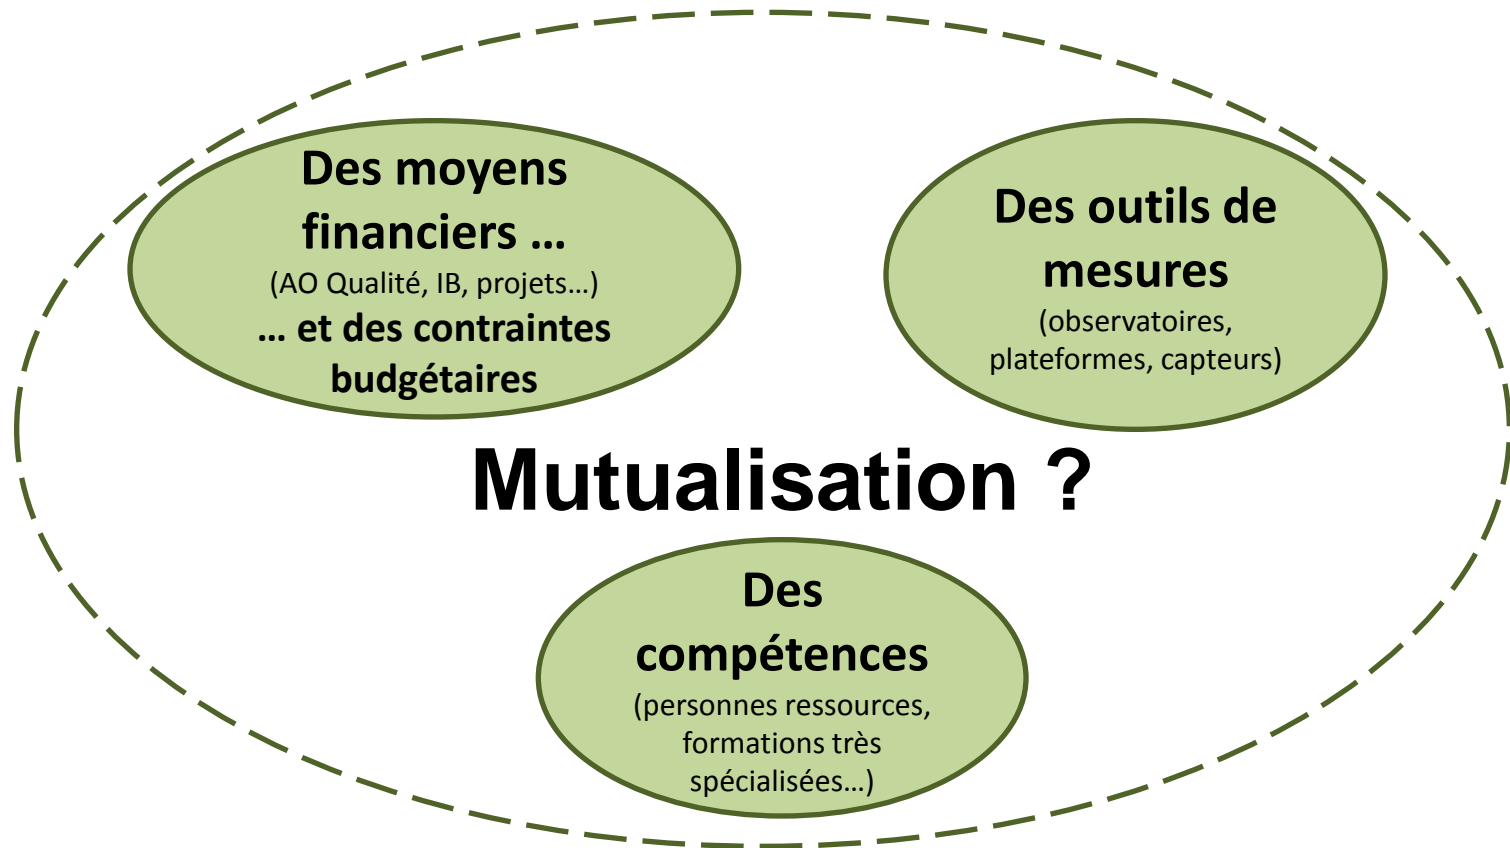 Des moyens
financiers ...
(AO Qualité, IB, projets...)
... et des contraintes
budgétaires
Des outils de
mesures
(observatoires,
plateformes, capteurs)
Mutualisation ?
Des
compétences
(personnes ressources,
formations très
spécialisées...)